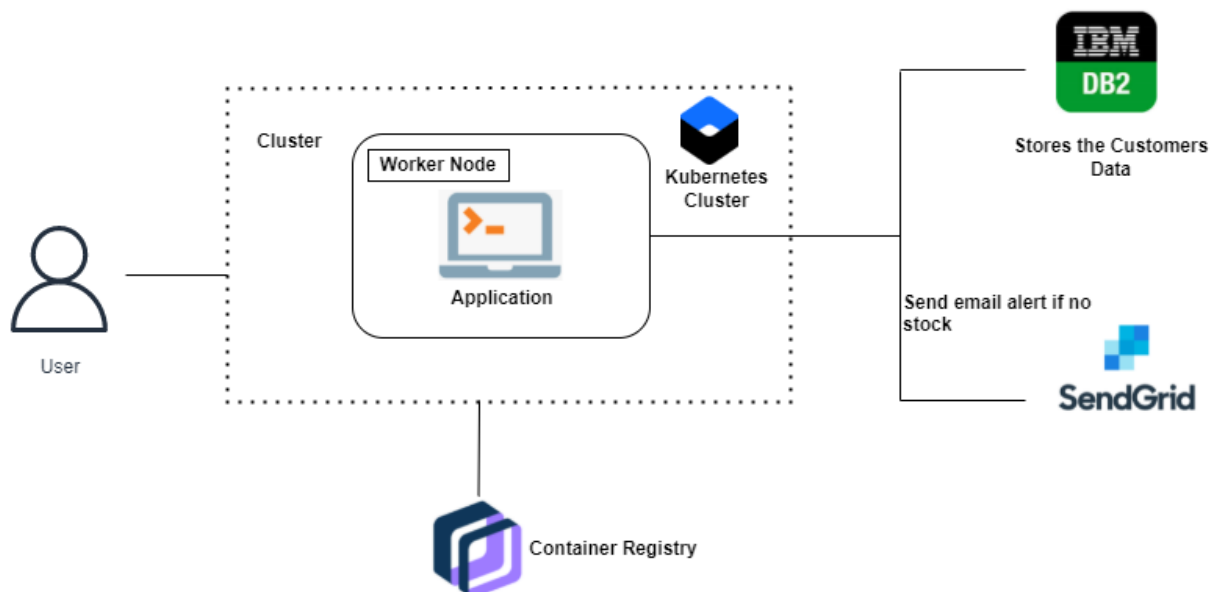 IBM
DB2
Stores the Customers
Data
Cluster
Worker Node
Kubernetes
Cluster
Application
User
Send email alert if no
stock
SendGrid
Container Registry